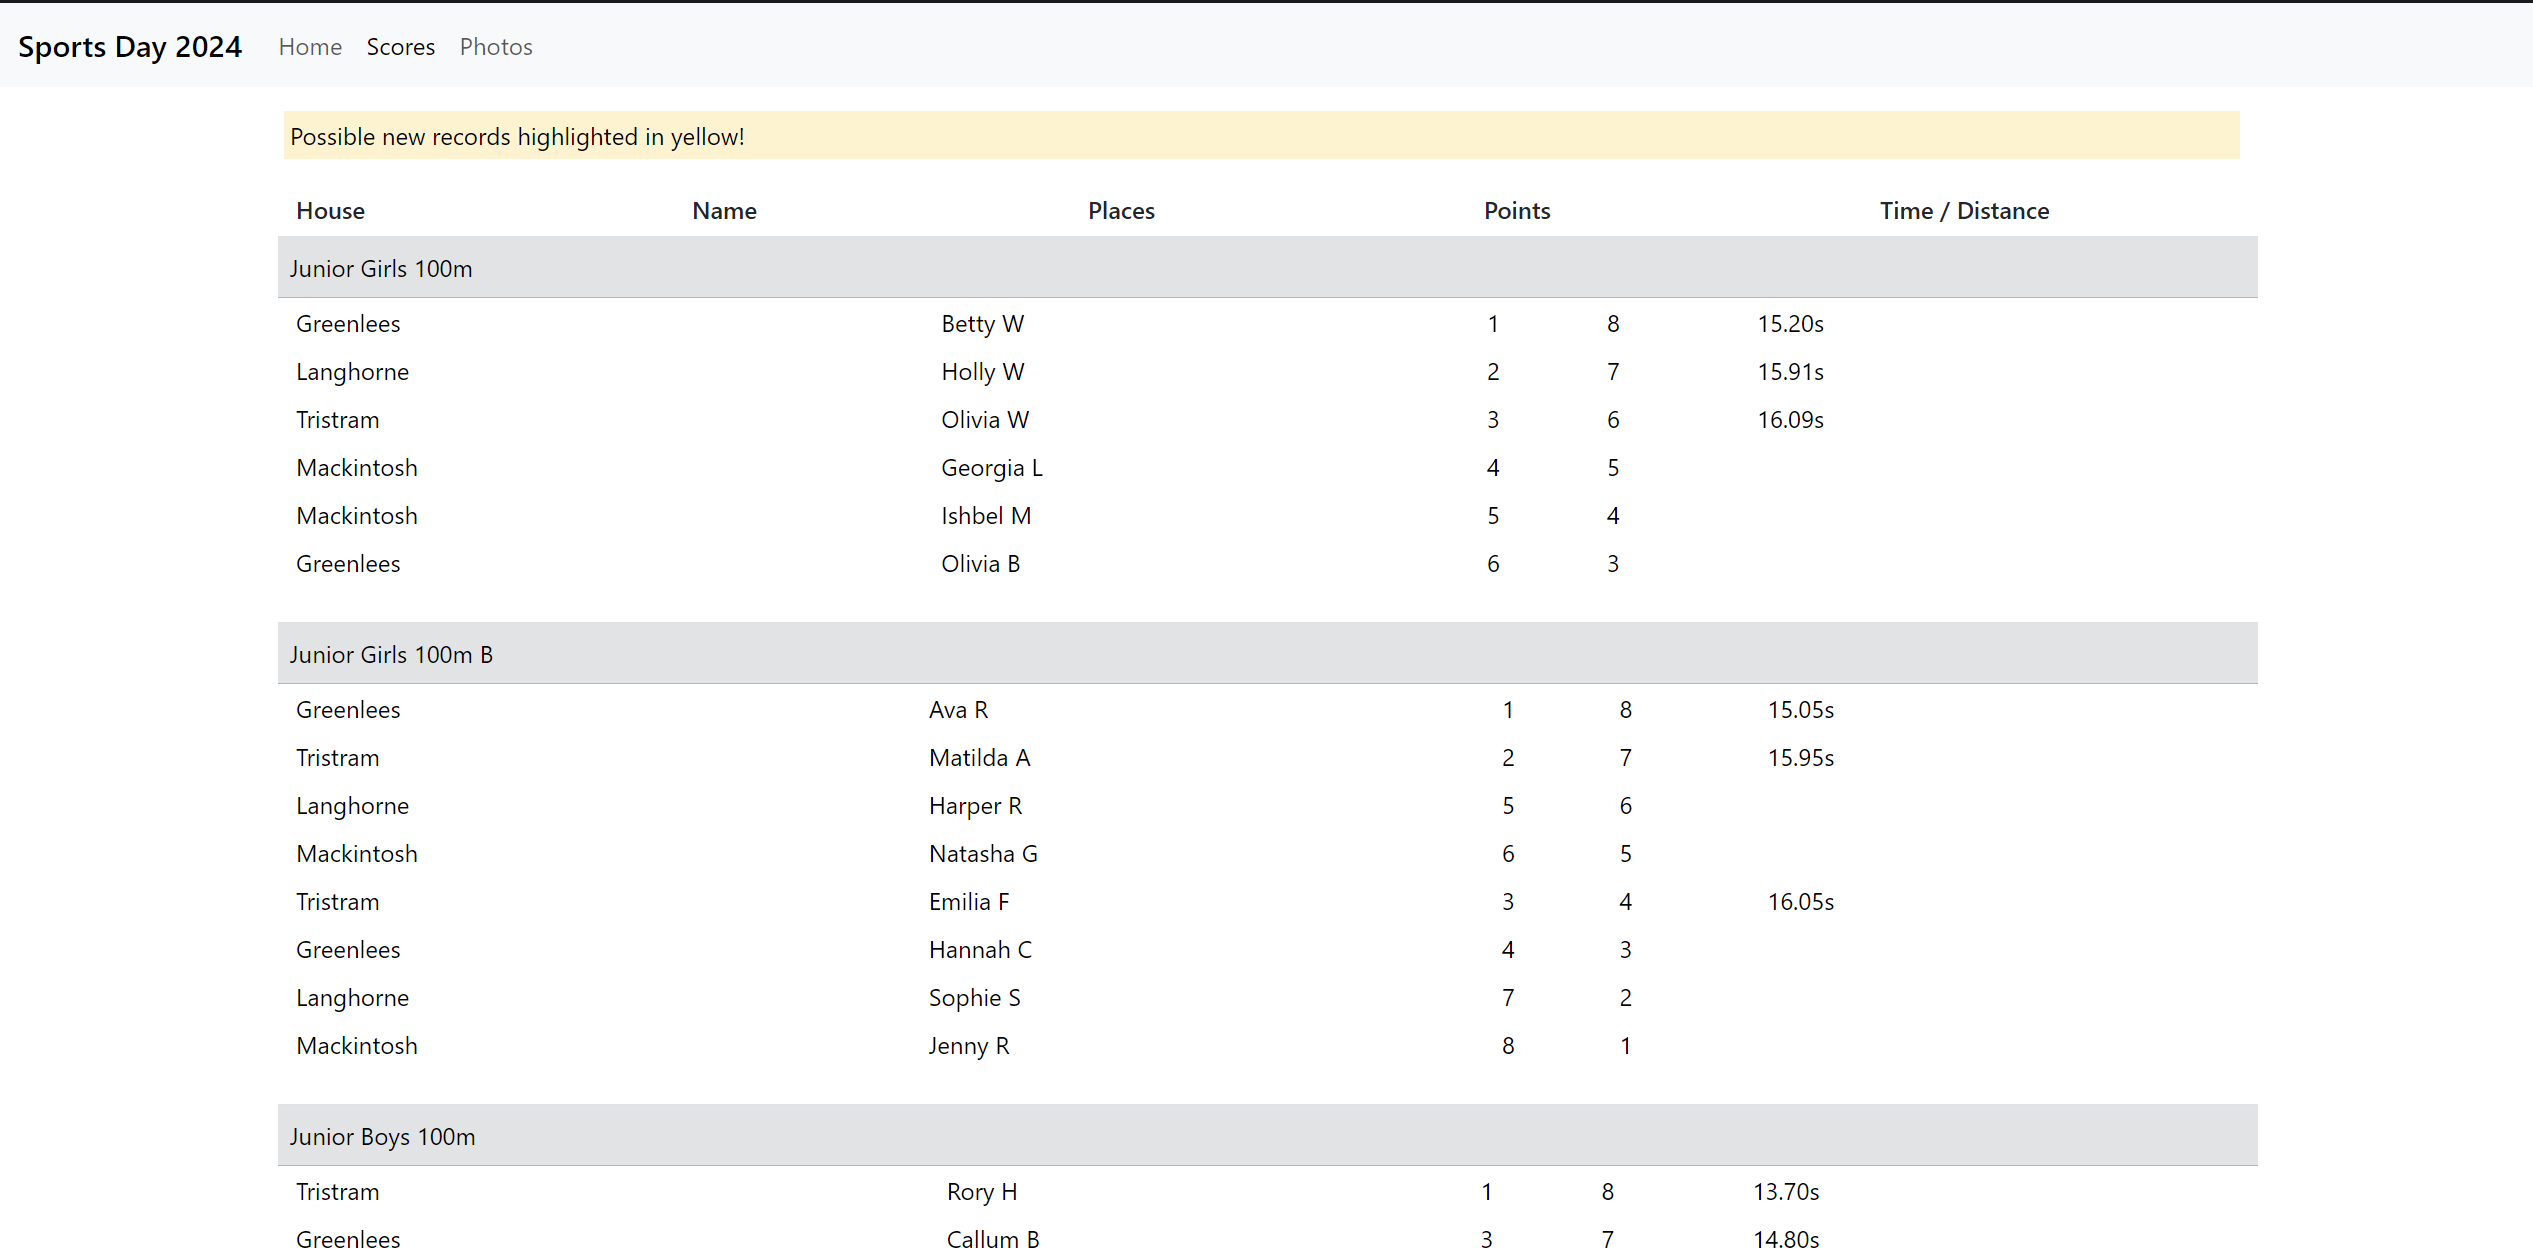 Sports Day 2024 Home Scores Photos
Possible new records highlighted in yellow!
House Name Places Points Time / Distance
Junior Girls 100m
Greenlees Betty W 1 8 15.20s
Langhorne Holly W 2 7 15.91s
Tristram Olivia W 3 6 16.09s
Mackintosh Georgia L 4 5
Mackintosh Ishbel M 5 4
Greenlees Olivia B 6 3
Junior Girls 100m B
Greenlees Ava R 1 8 15.05s
Tristram Matilda A 2 7 15.95s
Langhorne Harper R 5 6
Mackintosh Natasha G 6 5
Tristram Emilia F 3 4 16.05s
Greenlees Hannah C 4 3
Langhorne Sophie S 7 2
Mackintosh Jenny R 8 1
Junior Boys 100m
Tristram Rory H 1 8 13.70s
Greenlees Callum B 3 7 14.80s